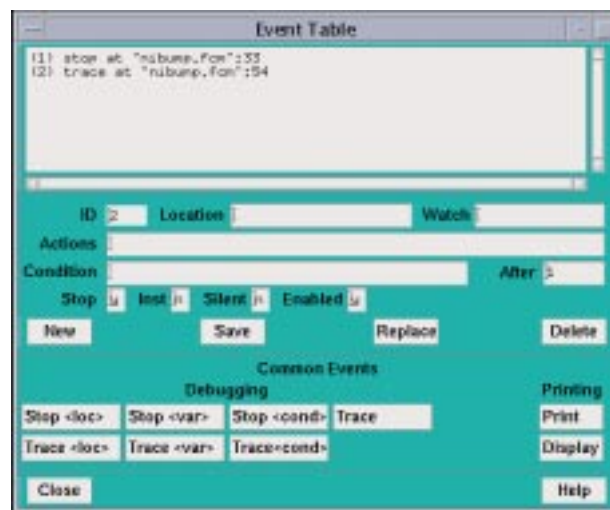 Event Table
(1) stop at "nibump.fcm":33
(2) trace at "nibump.fcm":54
ID 2 Location Watch
Actions
Condition After 1
Stop y Inst n Silent n Enabled y
New Save Replace Delete
Common Events
Debugging Printing
Stop <loc> Stop <var> Stop <cond> Trace Print
Trace <loc> Trace <var> Trace<cond> Display
Close Help